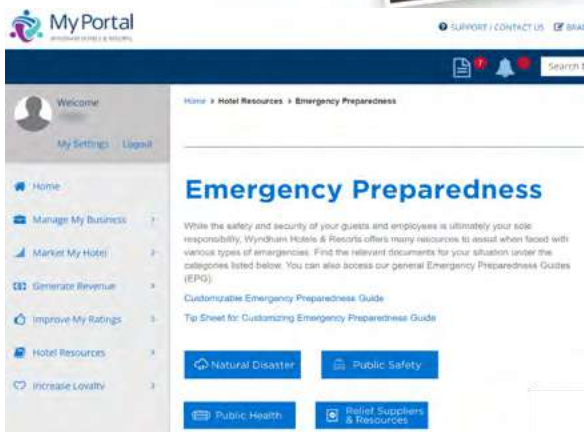 My Portal
WYNDHAM HOTELS & RESORTS
SUPPORT / CONTACT US
Search
Welcome
My Settings Logout
Home > Hotel Resources > Emergency Preparedness
Home
Manage My Business
Market My Hotel
Generate Revenue
Improve My Ratings
Hotel Resources
Increase Loyalty
Emergency Preparedness
While the safety and security of your guests and employees is ultimately your sole
responsibility, Wyndham Hotels & Resorts offers many resources to assist when faced with
various types of emergencies. Find the relevant documents for your situation under the
categories listed below. You can also access our general Emergency Preparedness Guides
(EPG):
Customizable Emergency Preparedness Guide
Tip Sheet for Customizing Emergency Preparedness Guide
Natural Disaster
Public Safety
Public Health
Relief Suppliers
& Resources